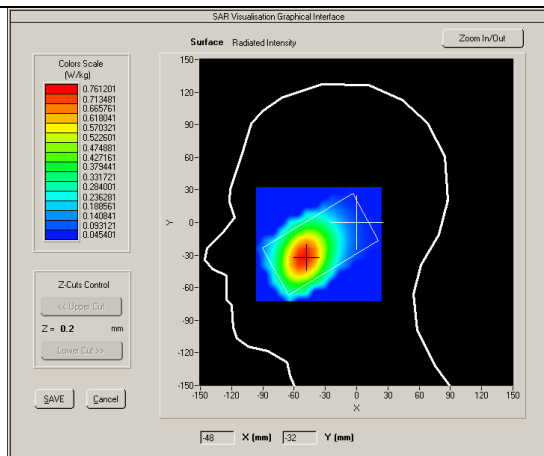 SAR Visualisation Graphical Interface
Surface Radiated Intensity
Zoom In/Out
Colors Scale
(W/kg)
0.761201
0.713481
0.665761
0.618041
0.570321
0.522601
0.474881
0.427161
0.379441
0.331721
0.284001
0.236281
0.188561
0.140841
0.093121
0.045401
Z-Cuts Control
<< Upper Cut
Z = 0.2 mm
Lower Cut >>
SAVE Cancel
150
120
90
60
30
0
-30
-60
-90
-120
-150
Y
-150 -120 -90 -60 -30 0 30 60 90 120 150
X
-48 X (mm) -32 Y (mm)